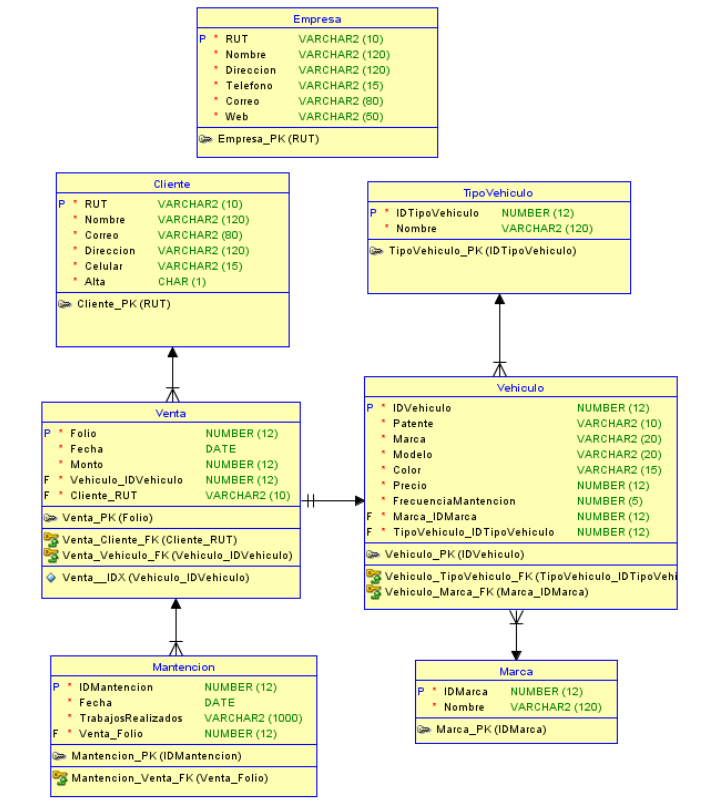 Empresa
P * RUT VARCHAR2 (10)
* Nombre VARCHAR2 (120)
* Direccion VARCHAR2 (120)
* Telefono VARCHAR2 (15)
* Correo VARCHAR2 (80)
* Web VARCHAR2 (50)
Empresa_PK (RUT)
Cliente
P * RUT VARCHAR2 (10)
* Nombre VARCHAR2 (120)
* Correo VARCHAR2 (80)
* Direccion VARCHAR2 (120)
* Celular VARCHAR2 (15)
* Alta CHAR (1)
Cliente_PK (RUT)
TipoVehiculo
P * IDTipoVehiculo NUMBER (12)
* Nombre VARCHAR2 (120)
TipoVehiculo_PK (IDTipoVehiculo)
Venta
P * Folio NUMBER (12)
* Fecha DATE
* Monto NUMBER (12)
F * Vehiculo_IDVehiculo NUMBER (12)
F * Cliente_RUT VARCHAR2 (10)
Venta_PK (Folio)
Venta_Cliente_FK (Cliente_RUT)
Venta_Vehiculo_FK (Vehiculo_IDVehiculo)
Venta__IDX (Vehiculo_IDVehiculo)
Vehiculo
P * IDVehiculo NUMBER (12)
* Patente VARCHAR2 (10)
* Marca VARCHAR2 (20)
* Modelo VARCHAR2 (20)
* Color VARCHAR2 (15)
* Precio NUMBER (12)
* FrecuenciaMantencion NUMBER (5)
F * Marca_IDMarca NUMBER (12)
F * TipoVehiculo_IDTipoVehiculo NUMBER (12)
Vehiculo_PK (IDVehiculo)
Vehiculo_TipoVehiculo_FK (TipoVehiculo_IDTipoVehi
Vehiculo_Marca_FK (Marca_IDMarca)
Mantencion
P * IDMantencion NUMBER (12)
* Fecha DATE
* TrabajosRealizados VARCHAR2 (1000)
F * Venta_Folio NUMBER (12)
Mantencion_PK (IDMantencion)
Mantencion_Venta_FK (Venta_Folio)
Marca
P * IDMarca NUMBER (12)
* Nombre VARCHAR2 (120)
Marca_PK (IDMarca)